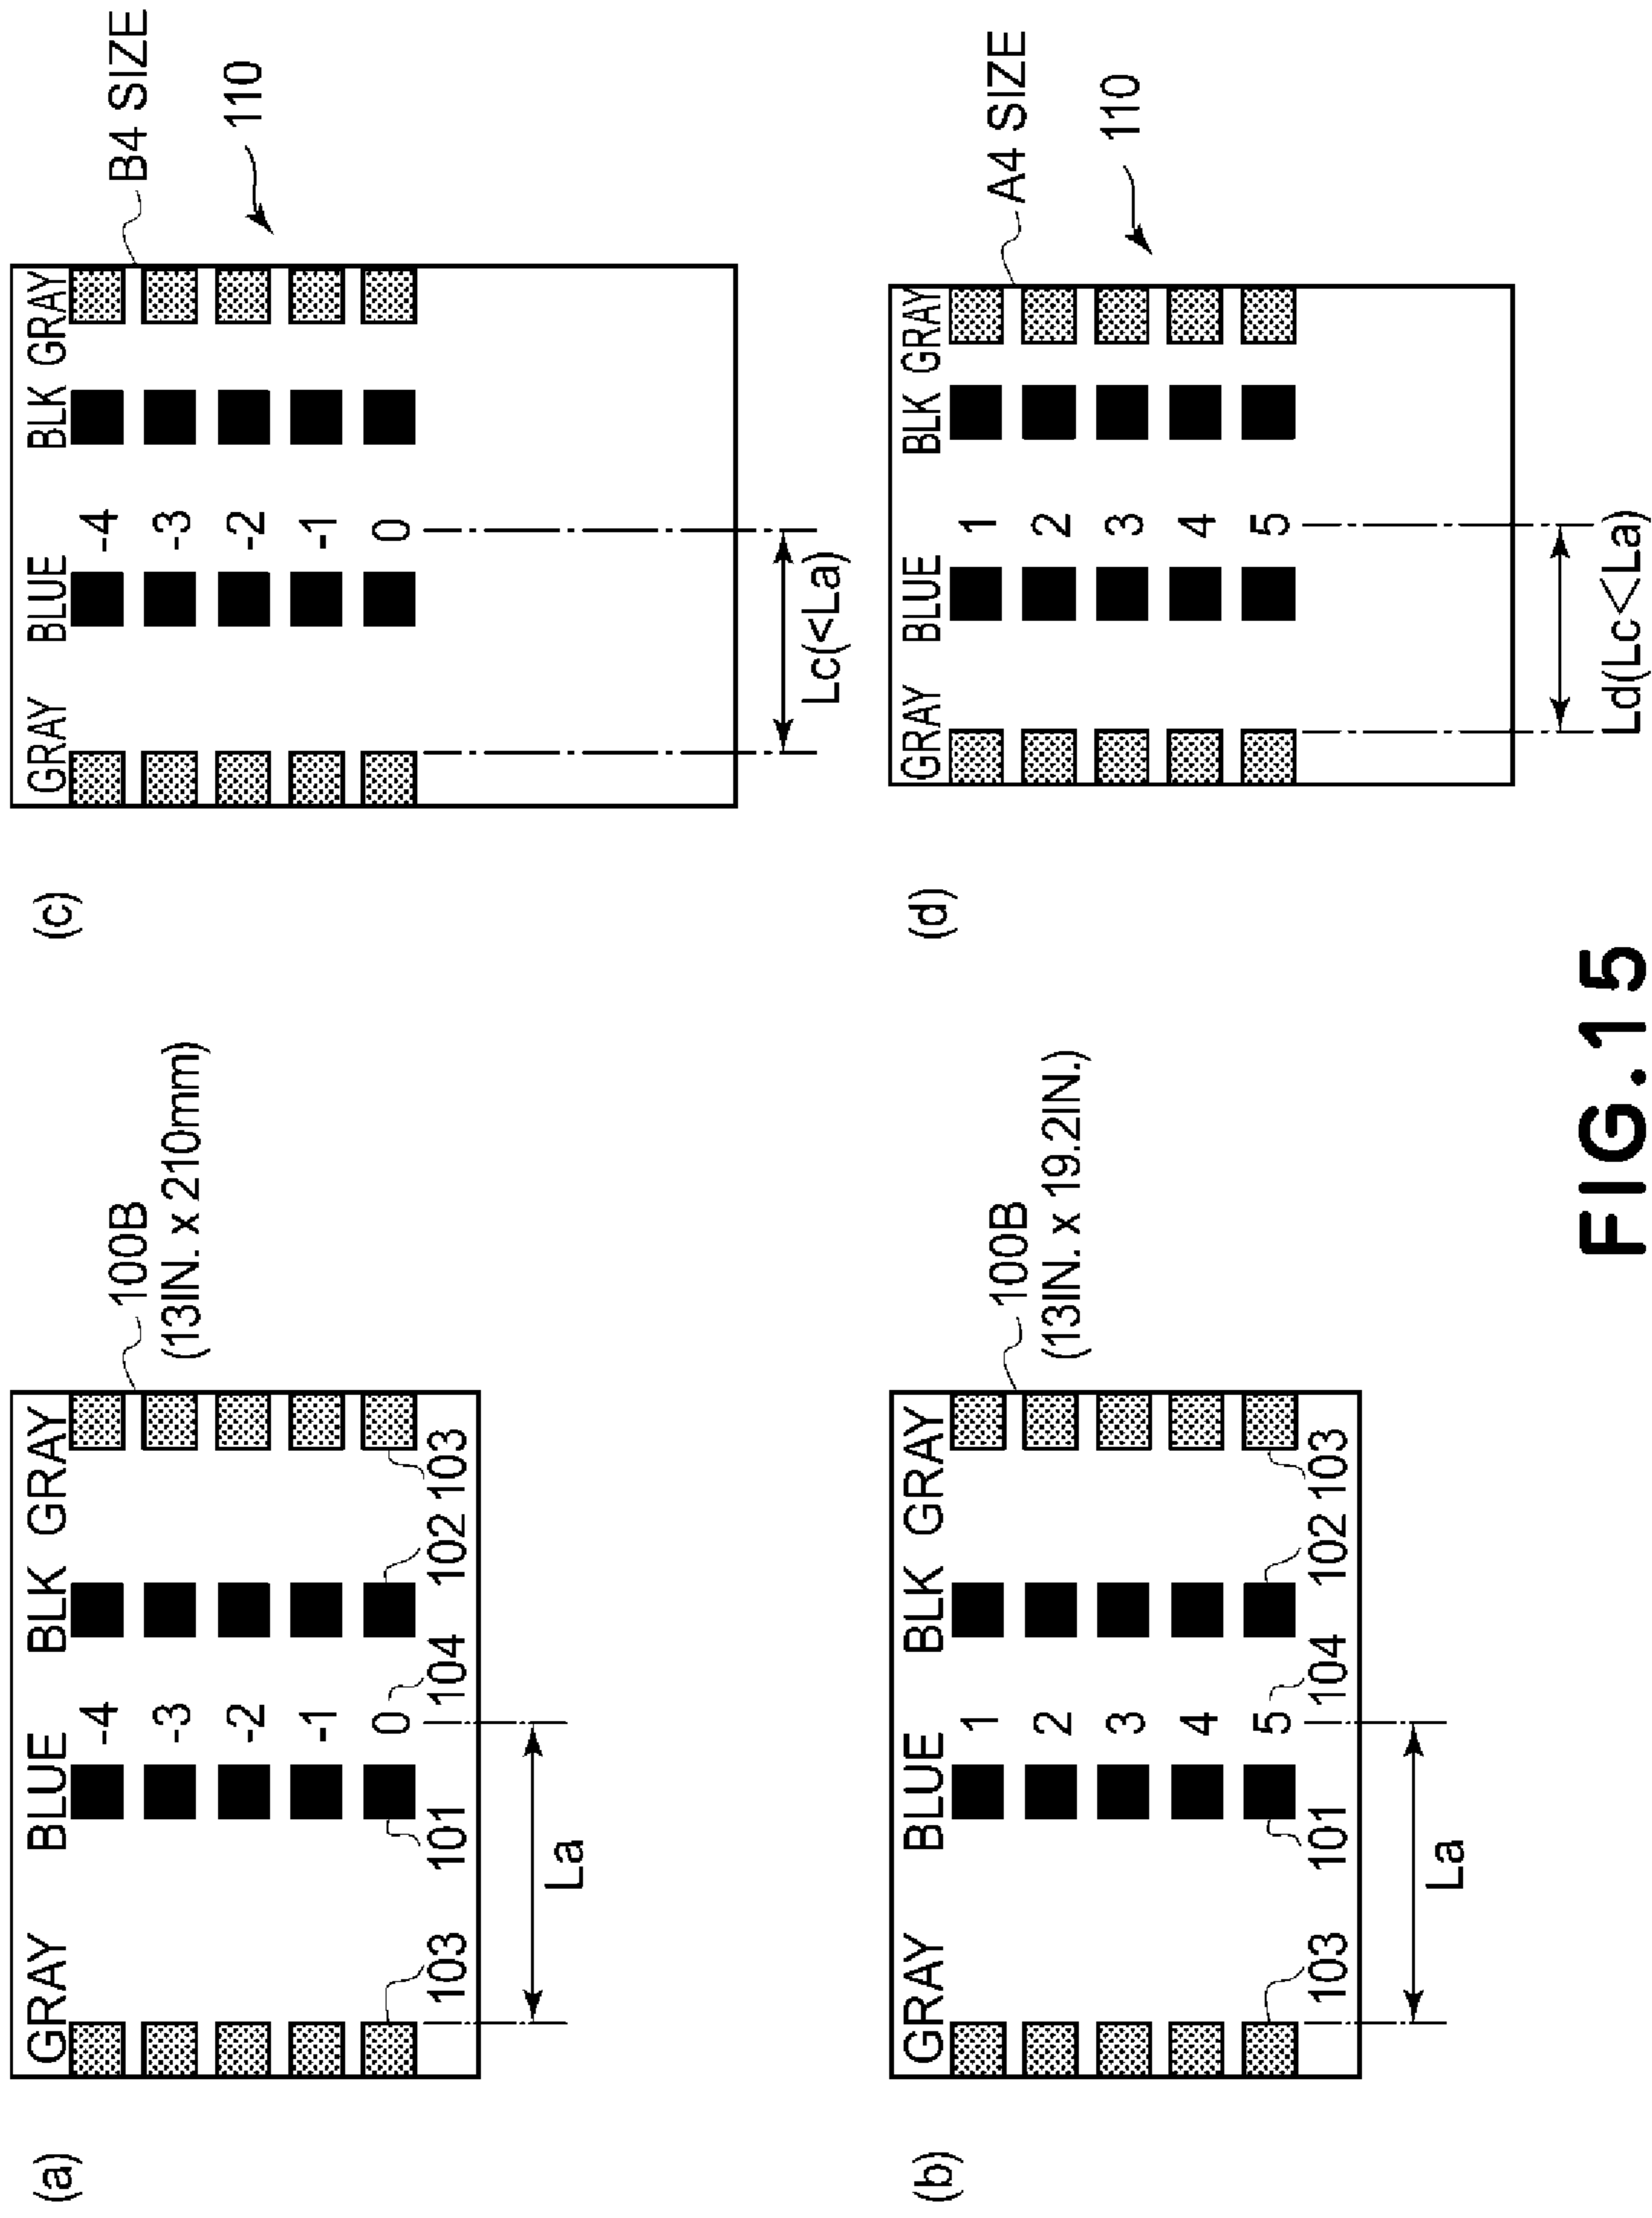 (a)
GRAY BLUE BLK GRAY
-4
-3
-2
-1
0
100B
(13IN. x 210mm)
103 101 104 102 103
La
(b)
GRAY BLUE BLK GRAY
1
2
3
4
5
100B
(13IN. x 19.2IN.)
103 101 104 102 103
La
(c)
GRAY BLUE BLK GRAY
-4
-3
-2
-1
0
B4 SIZE
110
Lc(<La)
(d)
GRAY BLUE BLK GRAY
1
2
3
4
5
A4 SIZE
110
Ld(Lc<La)
FIG.15